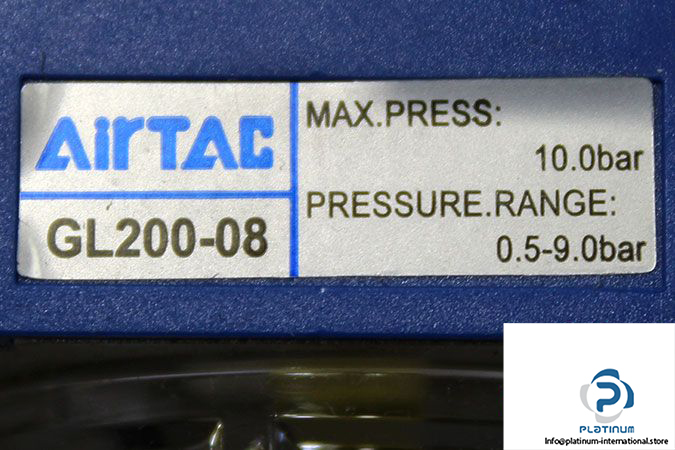 AIRTAC
GL200-08
MAX.PRESS:
10.0bar
PRESSURE.RANGE:
0.5-9.0bar
PLATINUM
Info@platinum-international.store